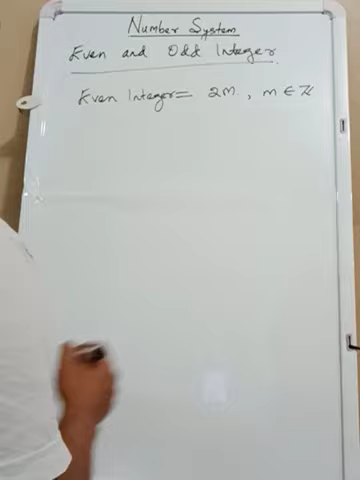 Number System
Even and Odd Integer
Even Integer = 2m , m ∈ ℤ